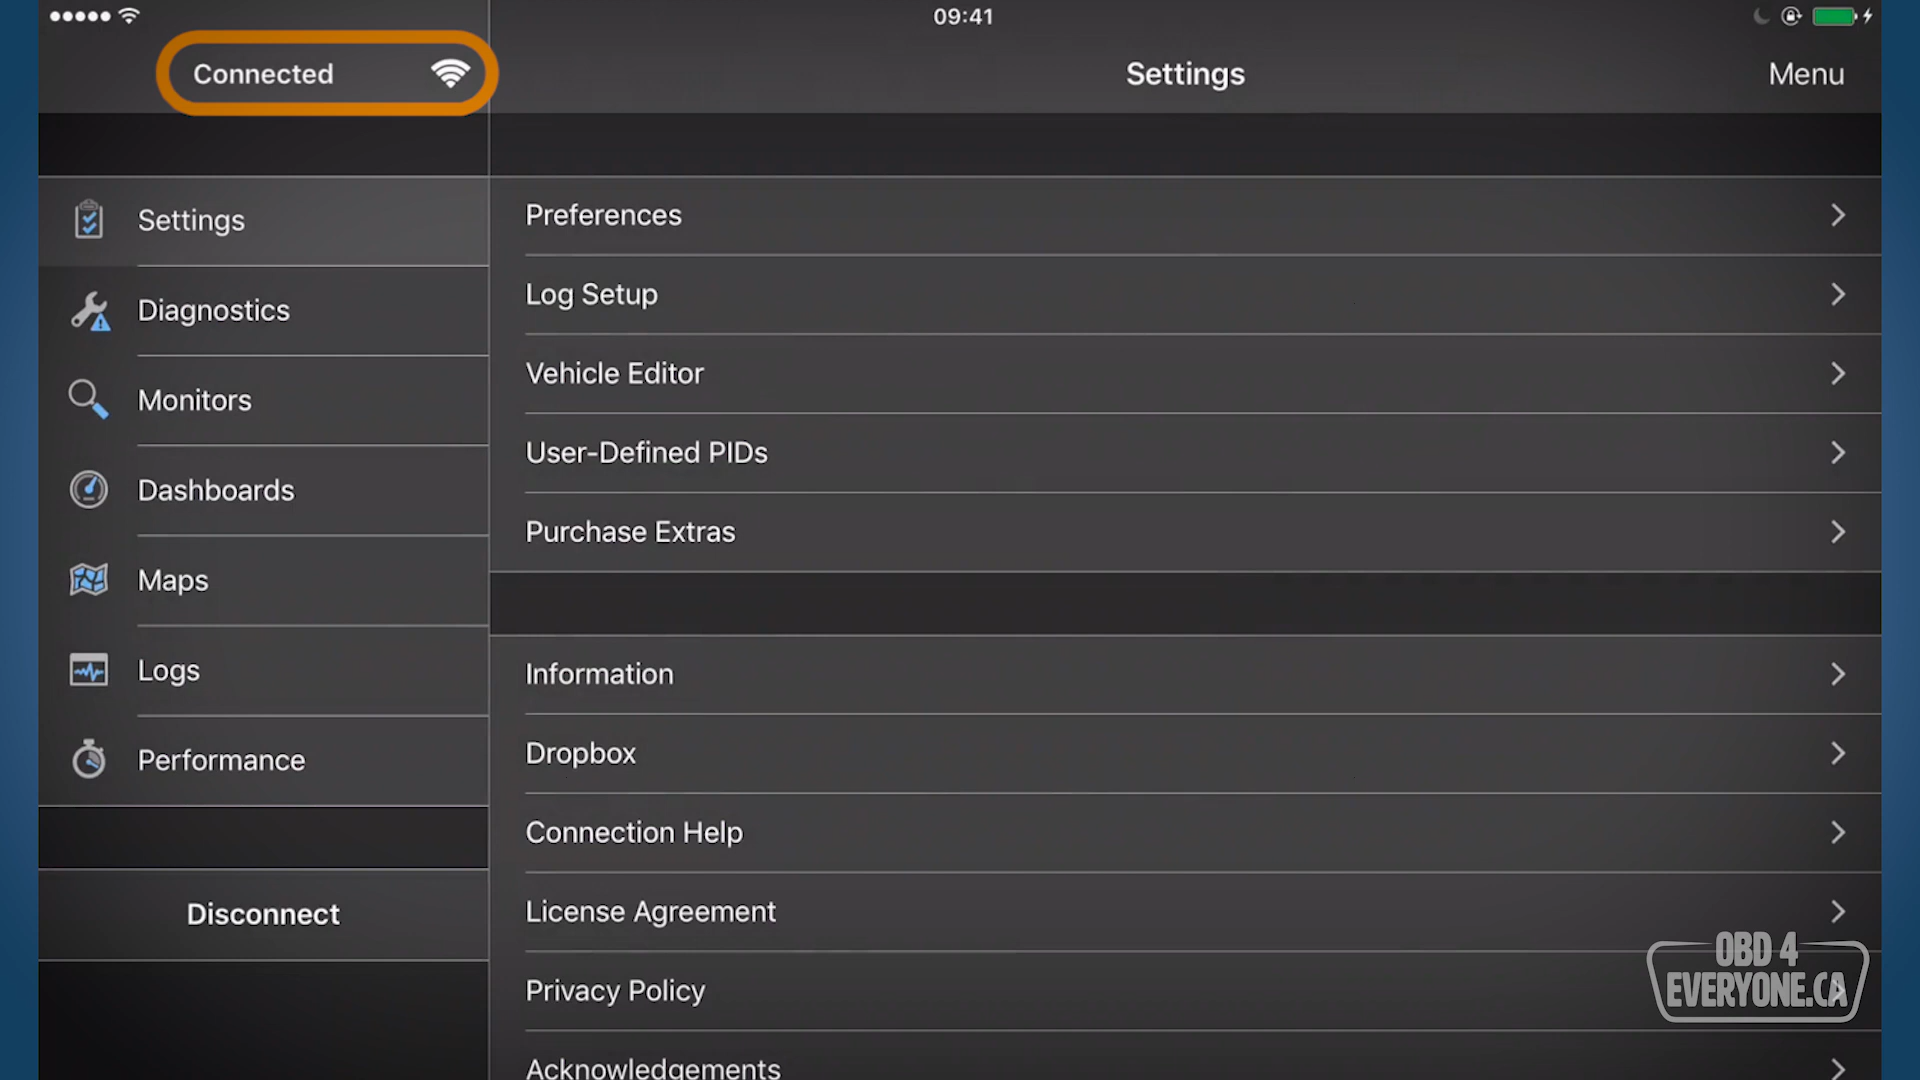 09:41
Connected
Settings
Menu
Settings
Diagnostics
Monitors
Dashboards
Maps
Logs
Performance
Disconnect
Preferences
Log Setup
Vehicle Editor
User-Defined PIDs
Purchase Extras
Information
Dropbox
Connection Help
License Agreement
Privacy Policy
Acknowledgements
OBD 4
EVERYONE.CA